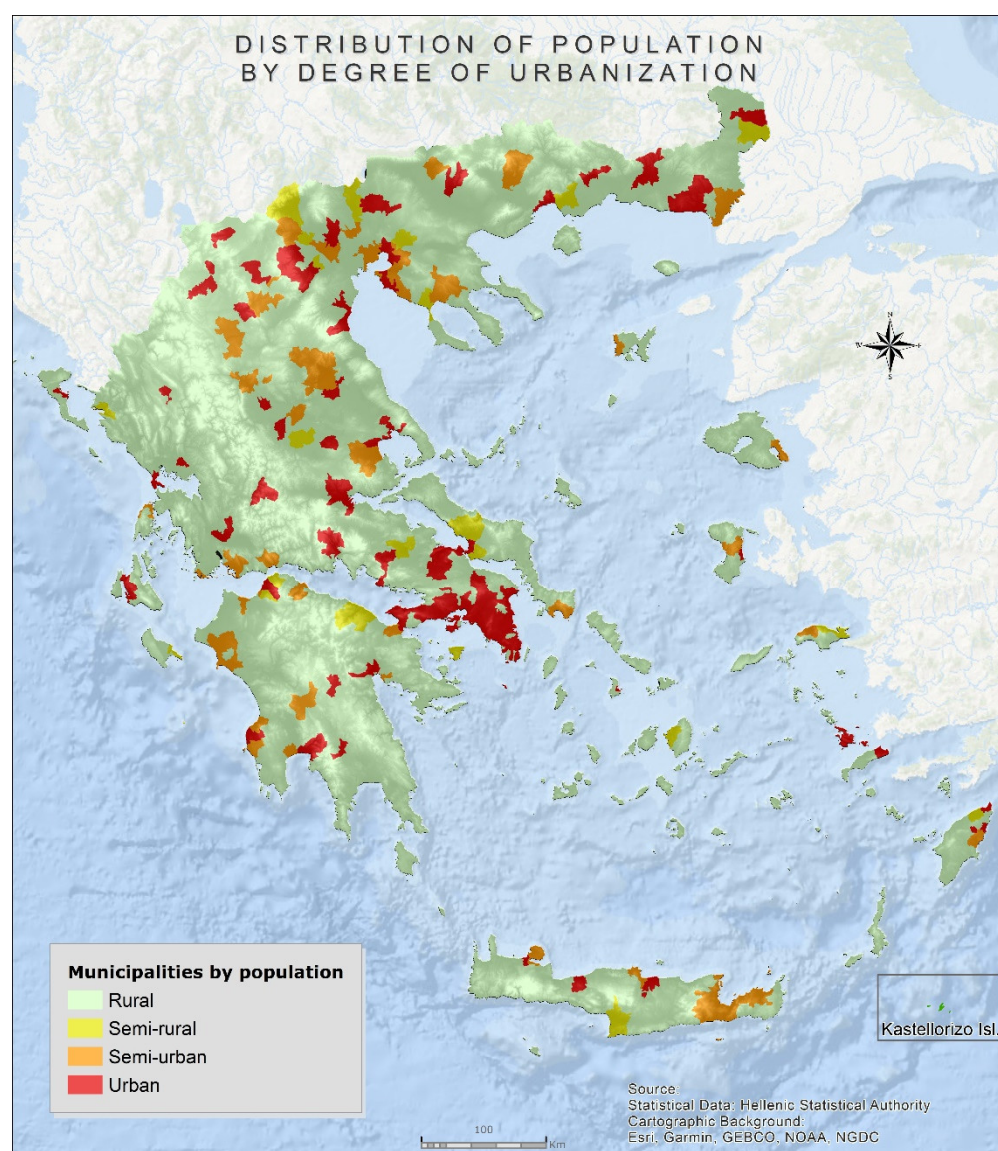 DISTRIBUTION OF POPULATION
BY DEGREE OF URBANIZATION
N
W
E
S
Municipalities by population
Rural
Semi-rural
Semi-urban
Urban
Kastellorizo Isl.
Source:
Statistical Data: Hellenic Statistical Authority
Cartographic Background:
Esri, Garmin, GEBCO, NOAA, NGDC
100
Km